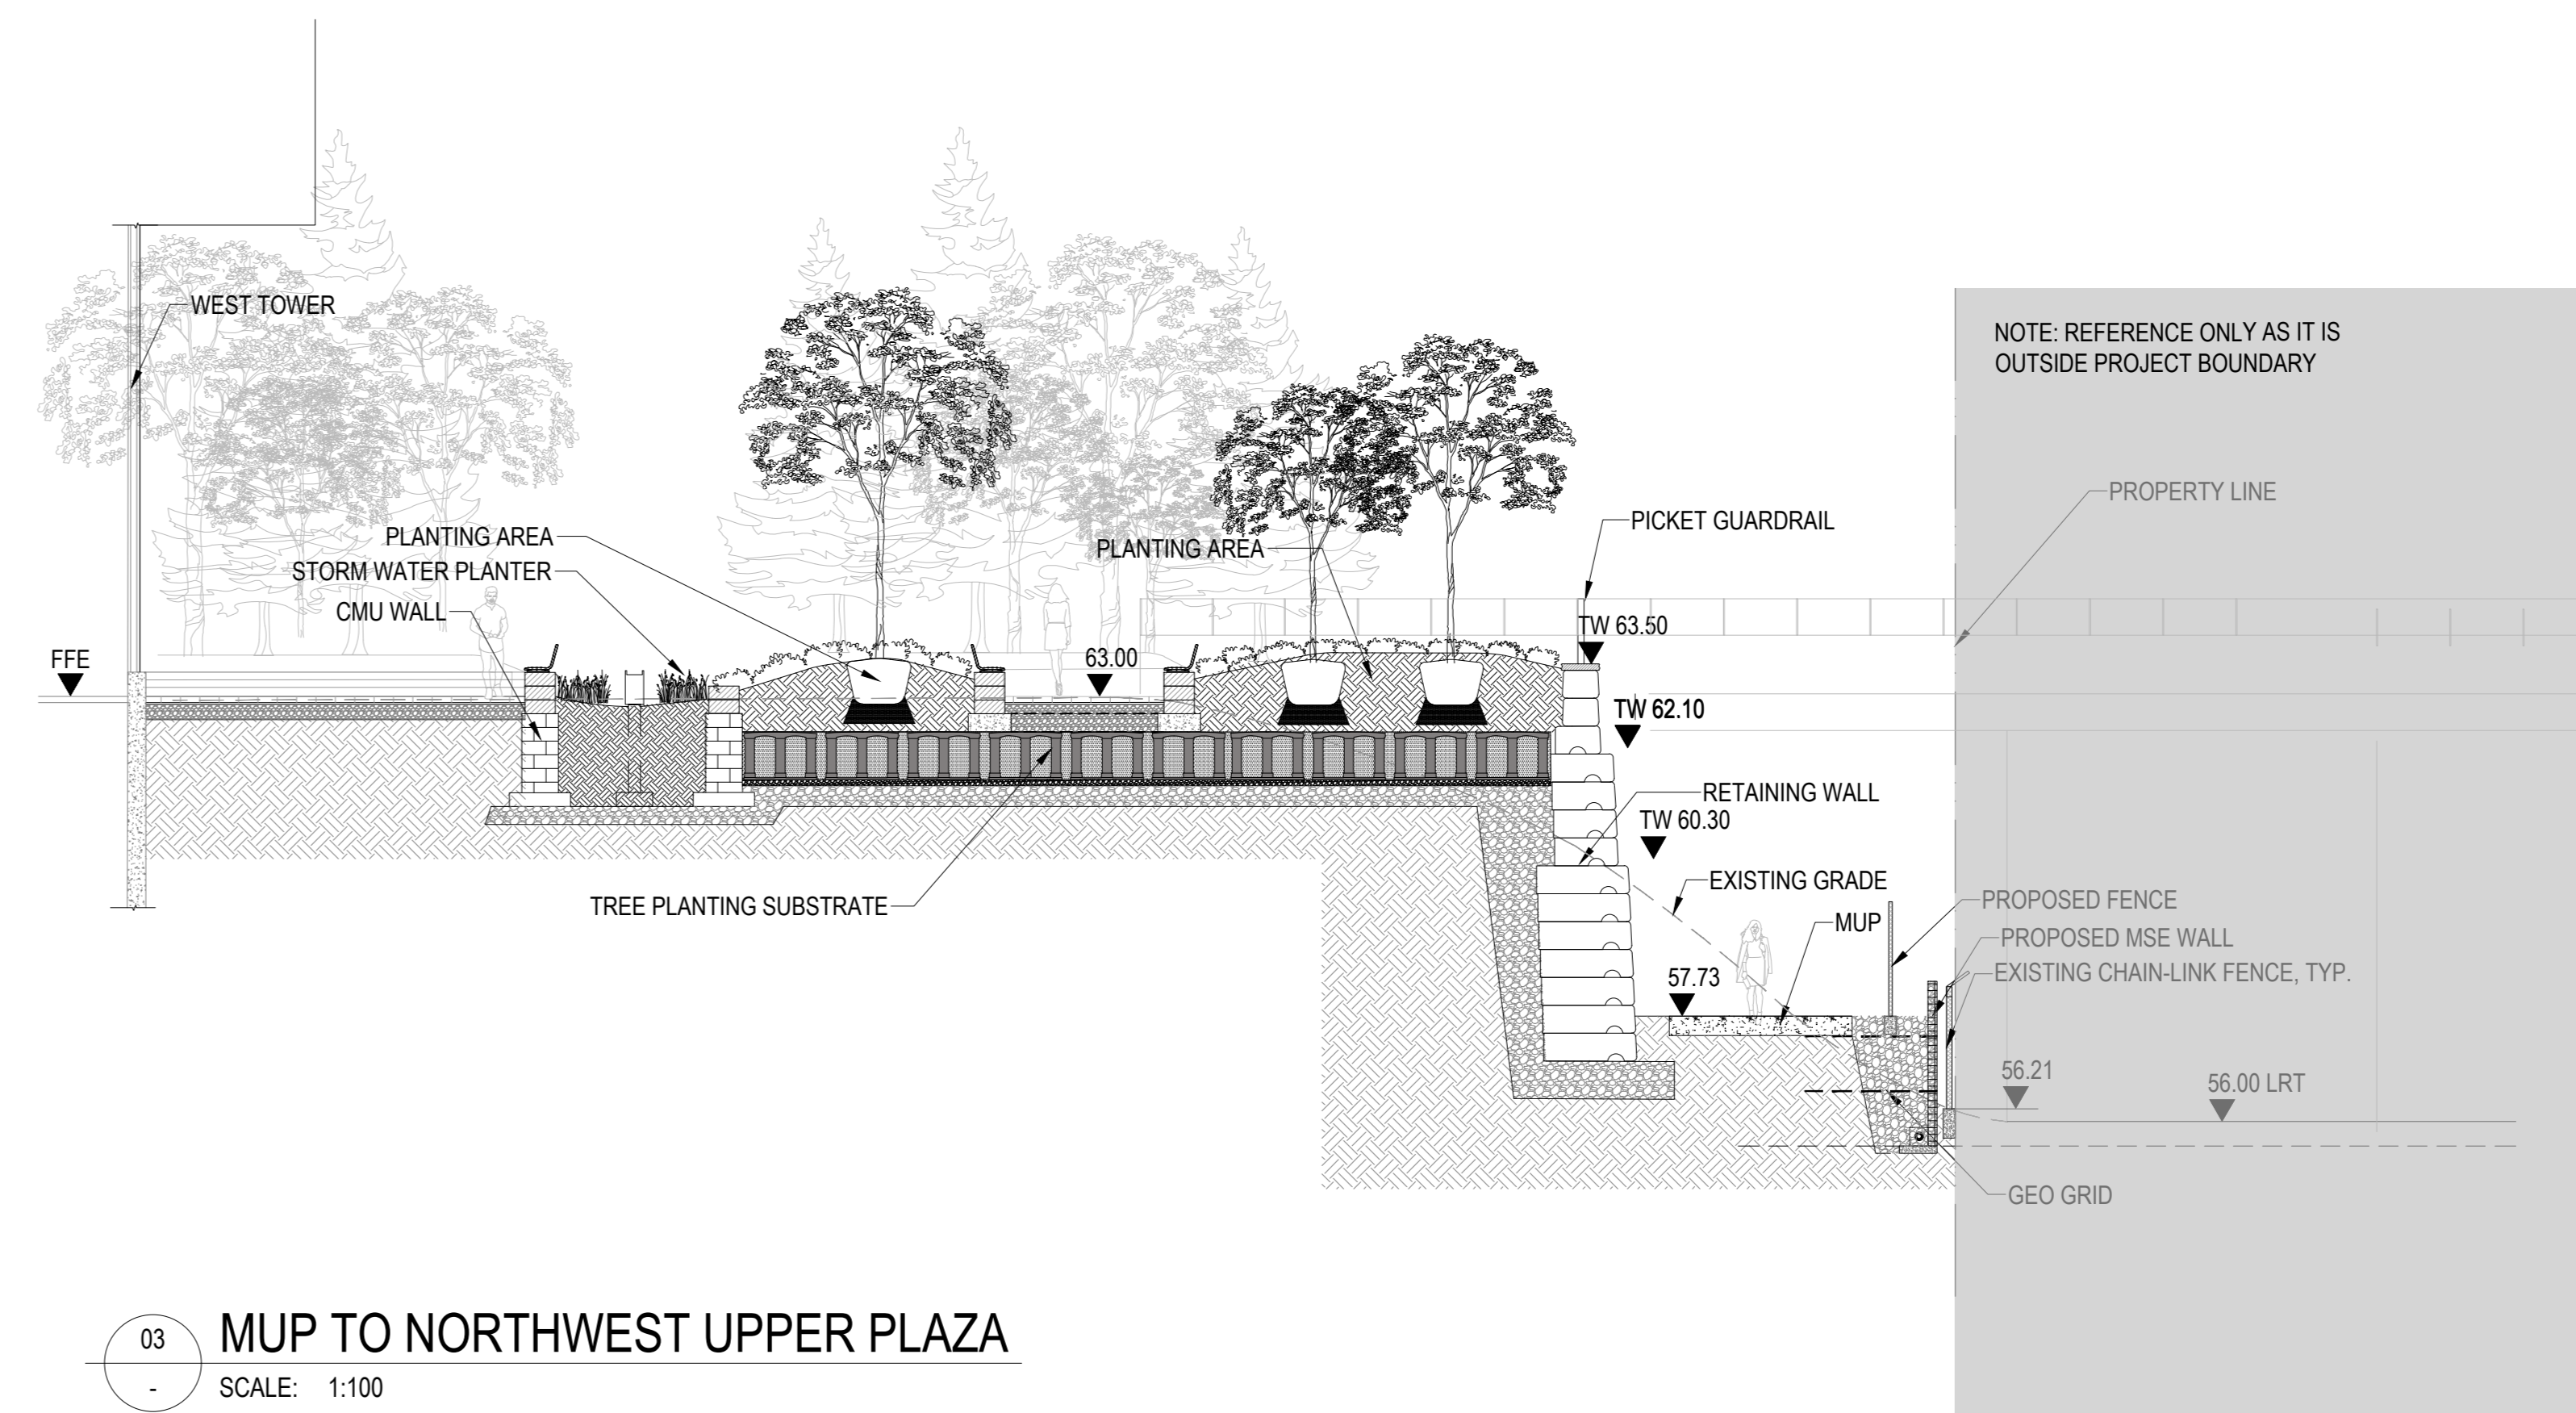 WEST TOWER
NOTE: REFERENCE ONLY AS IT IS
OUTSIDE PROJECT BOUNDARY
PROPERTY LINE
PICKET GUARDRAIL
PLANTING AREA
PLANTING AREA
STORM WATER PLANTER
CMU WALL
TW 63.50
FFE
63.00
TW 62.10
RETAINING WALL
TW 60.30
EXISTING GRADE
TREE PLANTING SUBSTRATE
MUP
PROPOSED FENCE
PROPOSED MSE WALL
EXISTING CHAIN-LINK FENCE, TYP.
57.73
56.21
56.00 LRT
GEO GRID
03
MUP TO NORTHWEST UPPER PLAZA
-
SCALE: 1:100